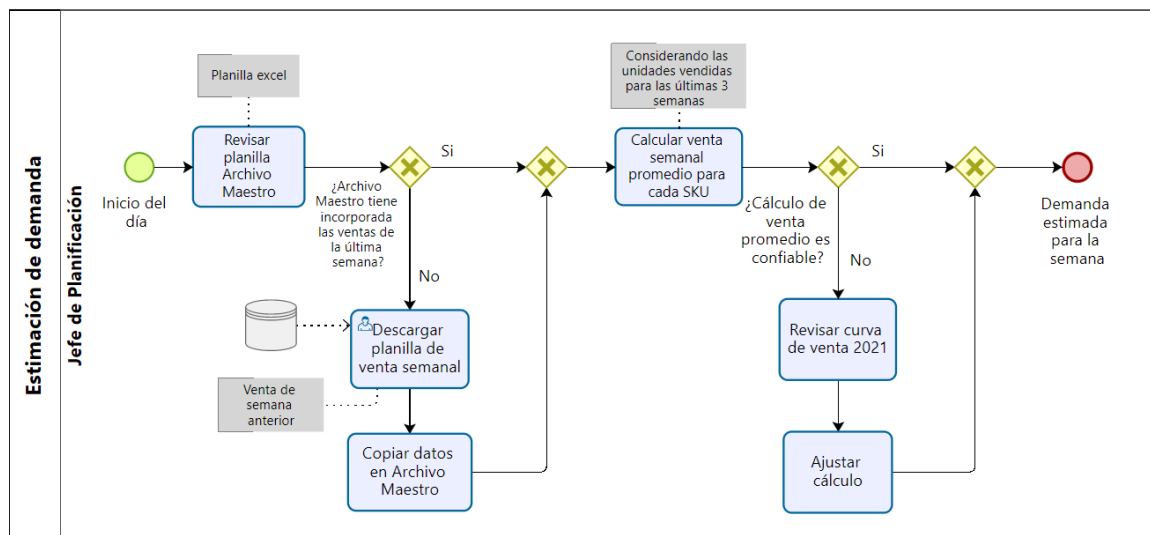 Estimación de demanda
Jefe de Planificación
Inicio del
día
Planilla excel
Revisar
planilla
Archivo
Maestro
¿Archivo
Maestro tiene
incorporada
las ventas de
la última
semana?
Si
No
Descargar
planilla de
venta semanal
Venta de
semana
anterior
Copiar datos
en Archivo
Maestro
Considerando las
unidades vendidas
para las últimas 3
semanas
Calcular venta
semanal
promedio para
cada SKU
¿Cálculo de
venta
promedio es
confiable?
Si
No
Revisar curva
de venta 2021
Ajustar
cálculo
Demanda
estimada
para la
semana